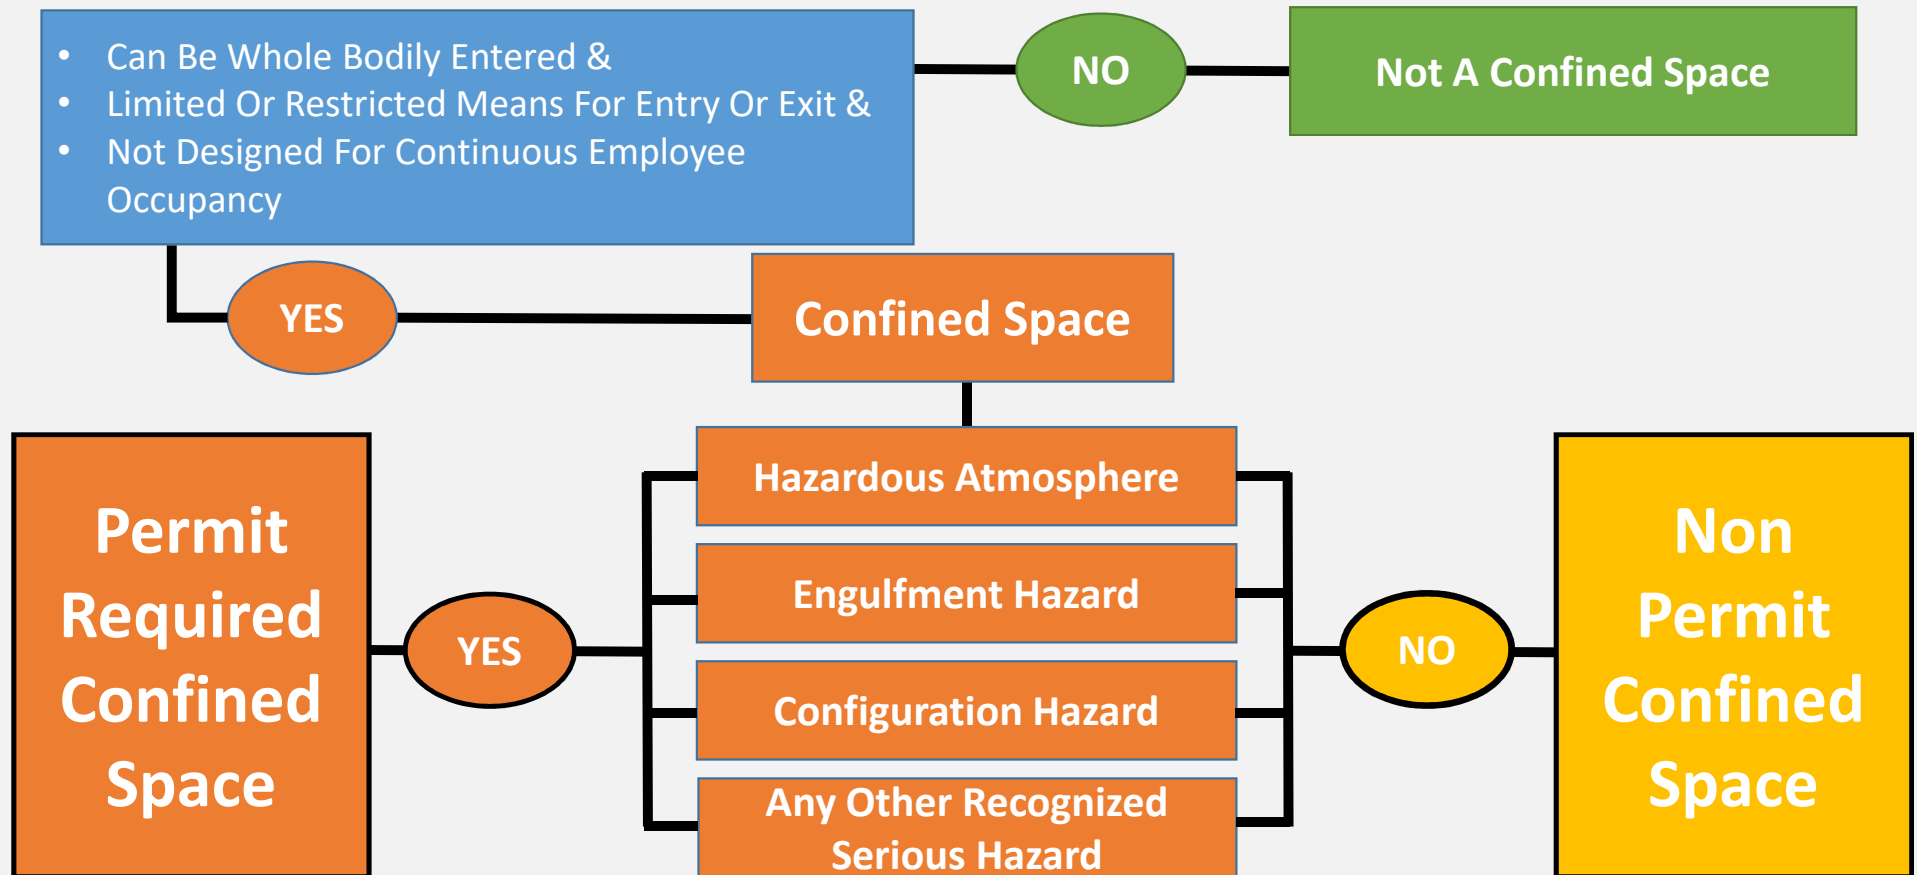 • Can Be Whole Bodily Entered &
• Limited Or Restricted Means For Entry Or Exit &
• Not Designed For Continuous Employee
Occupancy
NO
Not A Confined Space
YES
Confined Space
Permit
Required
Confined
Space
YES
Hazardous Atmosphere
Engulfment Hazard
Configuration Hazard
Any Other Recognized
Serious Hazard
NO
Non
Permit
Confined
Space